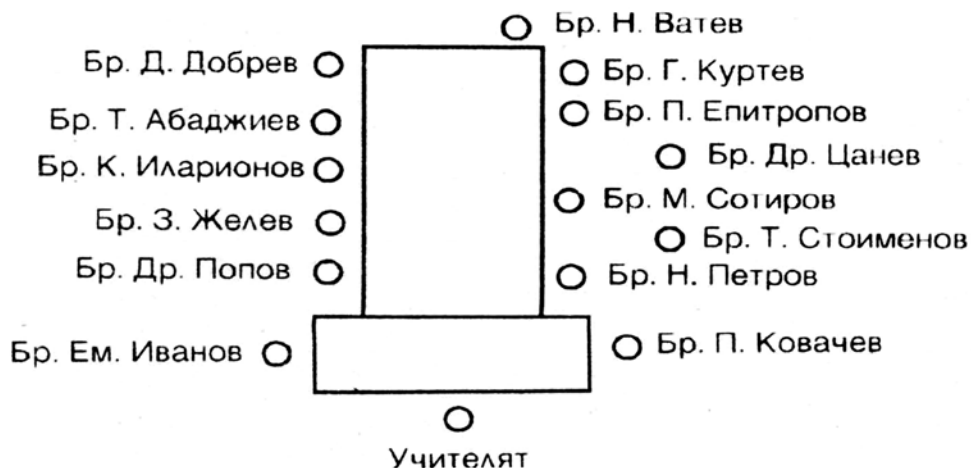 Бр. Н. Ватев
Бр. Д. Добрев
Бр. Г. Куртев
Бр. Т. Абаджиев
Бр. П. Епитропов
Бр. К. Иларионов
Бр. Др. Цанев
Бр. З. Желев
Бр. М. Сотиров
Бр. Т. Стоименов
Бр. Др. Попов
Бр. Н. Петров
Бр. Ем. Иванов
Бр. П. Ковачев
Учителят